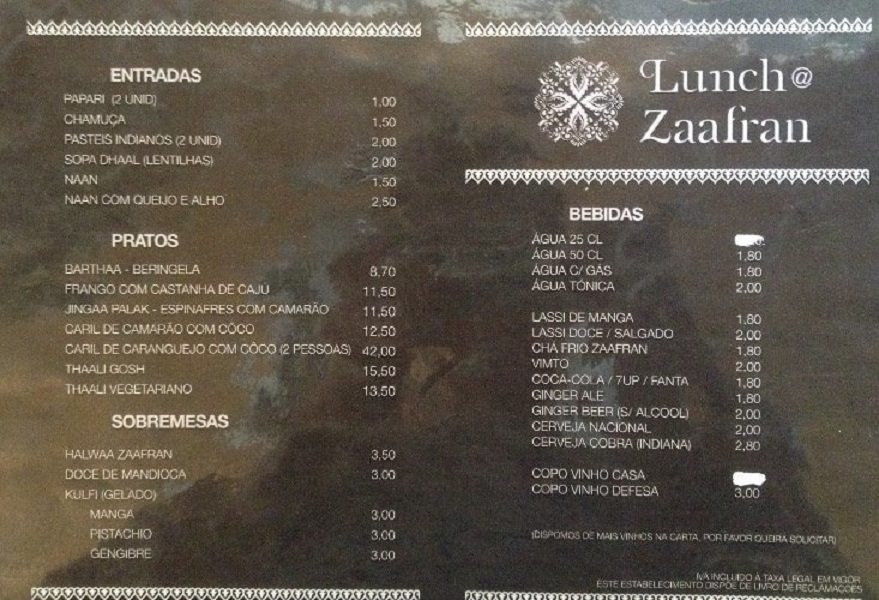 ENTRADAS
PAPARI (2 UNID) 1,00
CHAMUÇA 1,50
PASTEIS INDIANOS (2 UNID) 2,00
SOPA DHAAL (LENTILHAS) 2,00
NAAN 1,50
NAAN COM QUEIJO E ALHO 2,50
PRATOS
BARTHAA - BERINGELA 8,70
FRANGO COM CASTANHA DE CAJU 11,50
JINGAA PALAK - ESPINAFRES COM CAMARÃO 11,50
CARIL DE CAMARÃO COM CÔCO 12,50
CARIL DE CARANGUEJO COM CÔCO (2 PESSOAS) 42,00
THAALI GOSH 15,50
THAALI VEGETARIANO 13,50
SOBREMESAS
HALWAA ZAAFRAN 3,50
DOCE DE MANDIOCA 3,00
KULFI (GELADO)
MANGA 3,00
PISTACHIO 3,00
GENGIBRE 3,00
Lunch@
Zaafran
BEBIDAS
ÁGUA 25 CL
ÁGUA 50 CL 1,80
ÁGUA C/ GÁS 1,80
ÁGUA TÓNICA 2,00
LASSI DE MANGA 1,80
LASSI DOCE / SALGADO 2,00
CHÁ FRIO ZAAFRAN 1,80
VIMTO 2,00
COCA-COLA / 7UP / FANTA 1,80
GINGER ALE 1,80
GINGER BEER (S/ ALCOOL) 2,00
CERVEJA NACIONAL 2,00
CERVEJA COBRA (INDIANA) 2,80
COPO VINHO CASA
COPO VINHO DEFESA 3,00
(DISPOMOS DE MAIS VINHOS NA CARTA, POR FAVOR QUEIRA SOLICITAR)
IVA INCLUIDO À TAXA LEGAL EM VIGOR
ESTE ESTABELECIMENTO DISPÕE DE LIVRO DE RECLAMAÇÕES